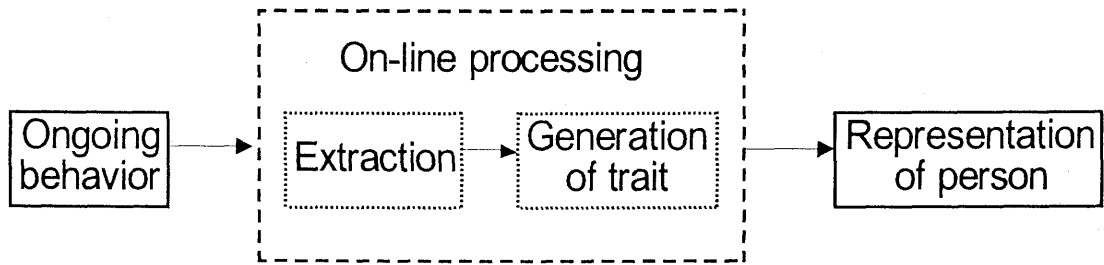 On-line processing
Ongoing
behavior
Extraction
Generation
of trait
Representation
of person